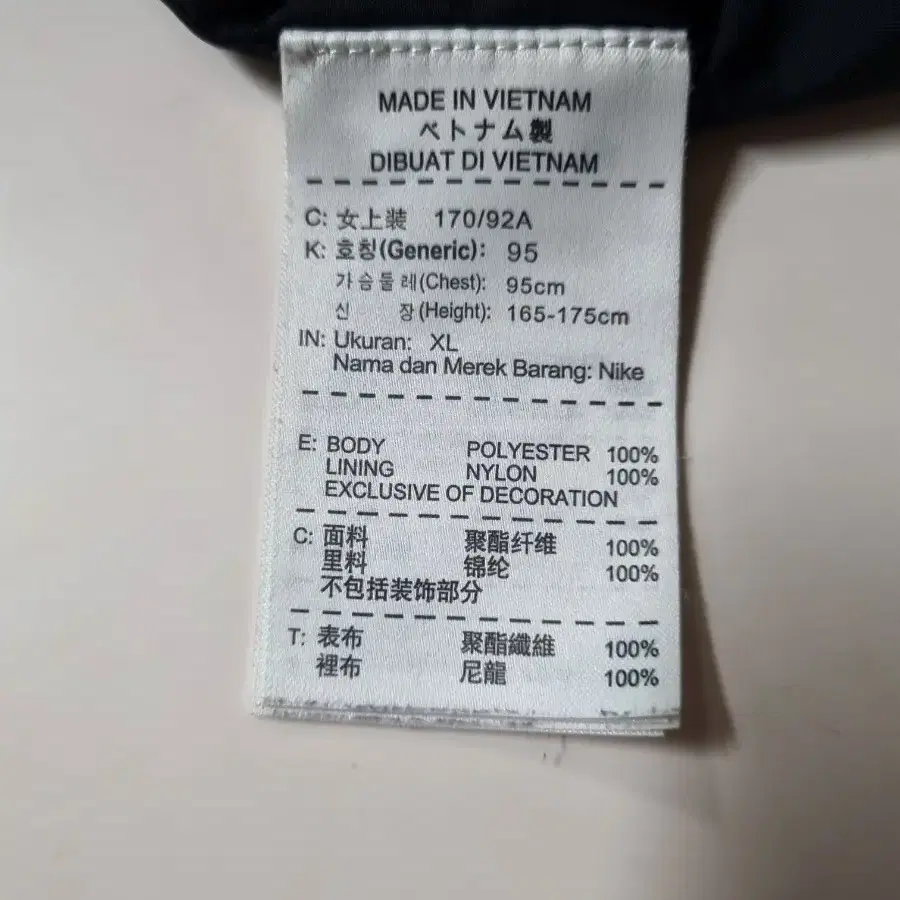 MADE IN VIETNAM
ベトナム製
DIBUAT DI VIETNAM
C: 女上装 170/92A
K: 호칭(Generic): 95
가슴둘레(Chest): 95cm
신 장(Height): 165-175cm
IN: Ukuran: XL
Nama dan Merek Barang: Nike
E: BODY POLYESTER 100%
LINING NYLON 100%
EXCLUSIVE OF DECORATION
C: 面料 聚酯纤维 100%
里料 锦纶 100%
不包括装饰部分
T: 表布 聚酯纖維 100%
裡布 尼龍 100%